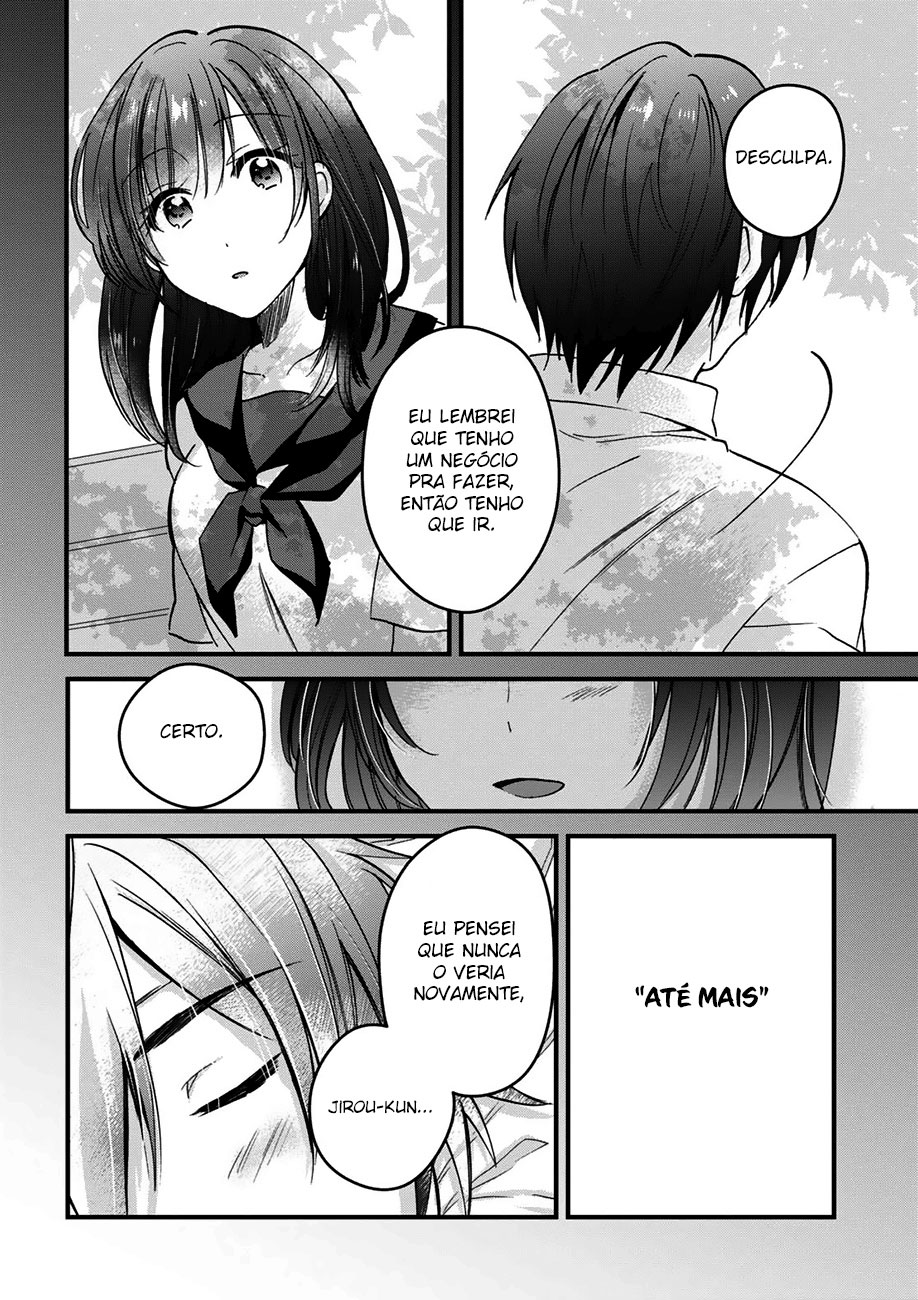 DESCULPA.
EU LEMBREI
QUE TENHO
UM NEGÓCIO
PRA FAZER,
ENTÃO TENHO
QUE IR.
CERTO.
"ATÉ MAIS"
EU PENSEI
QUE NUNCA
O VERIA
NOVAMENTE,
JIROU-KUN...